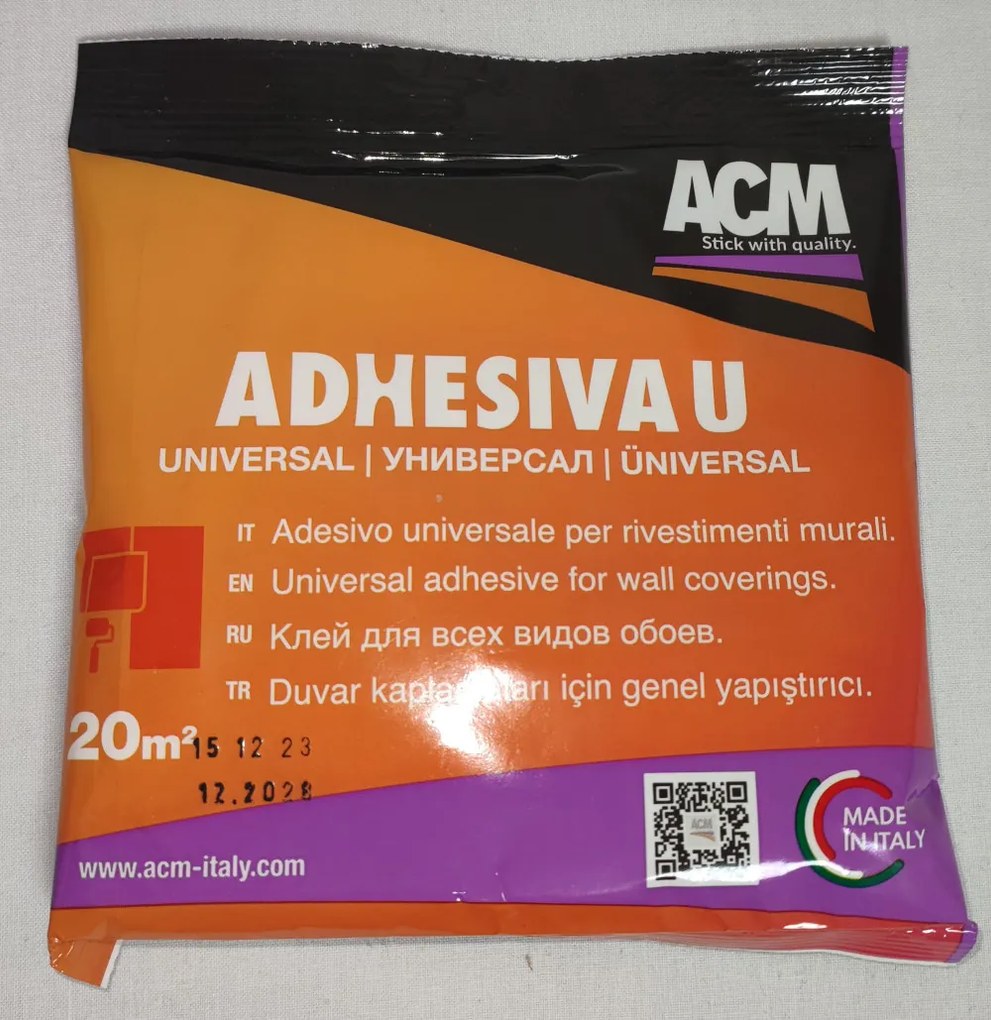 ACM
Stick with quality.
ADHESIVA U
UNIVERSAL | УНИВЕРСАЛ | ÜNIVERSAL
IT Adesivo universale per rivestimenti murali.
EN Universal adhesive for wall coverings.
RU Клей для всех видов обоев.
TR Duvar için genel yapıştırıcı.
20m²
15 12 23
12.2028
www.acm-italy.com
ACM
MADE
IN ITALY